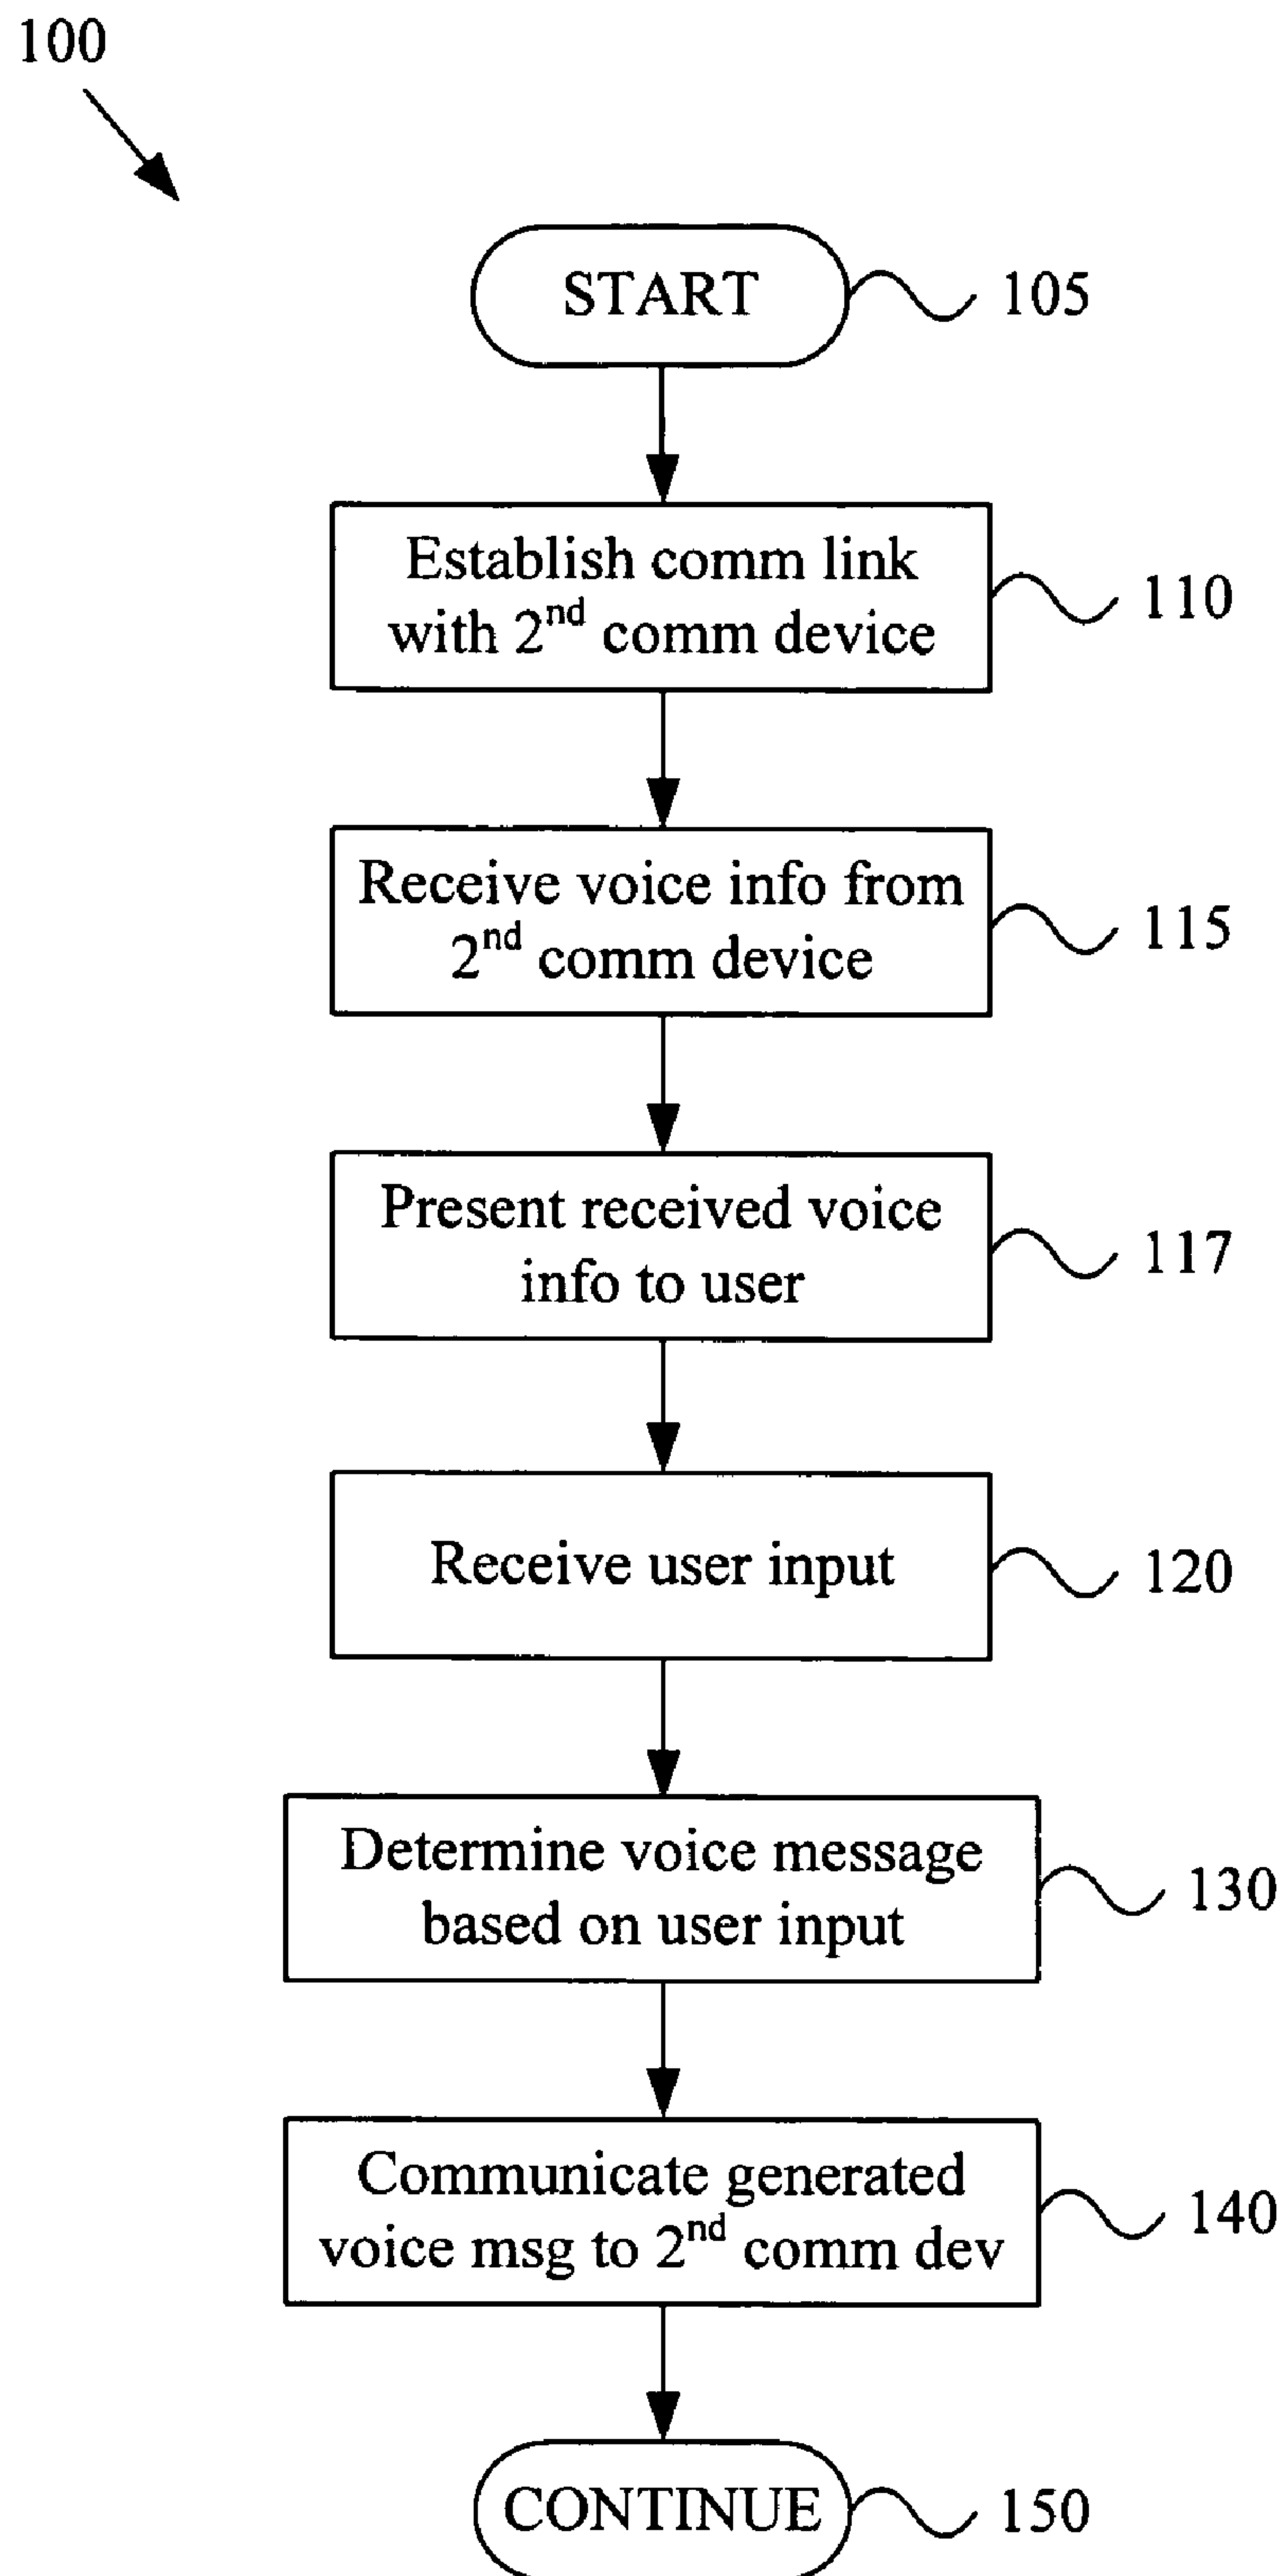 100
START
105
Establish comm link
with 2nd comm device
110
Receive voice info from
2nd comm device
115
Present received voice
info to user
117
Receive user input
120
Determine voice message
based on user input
130
Communicate generated
voice msg to 2nd comm dev
140
CONTINUE
150